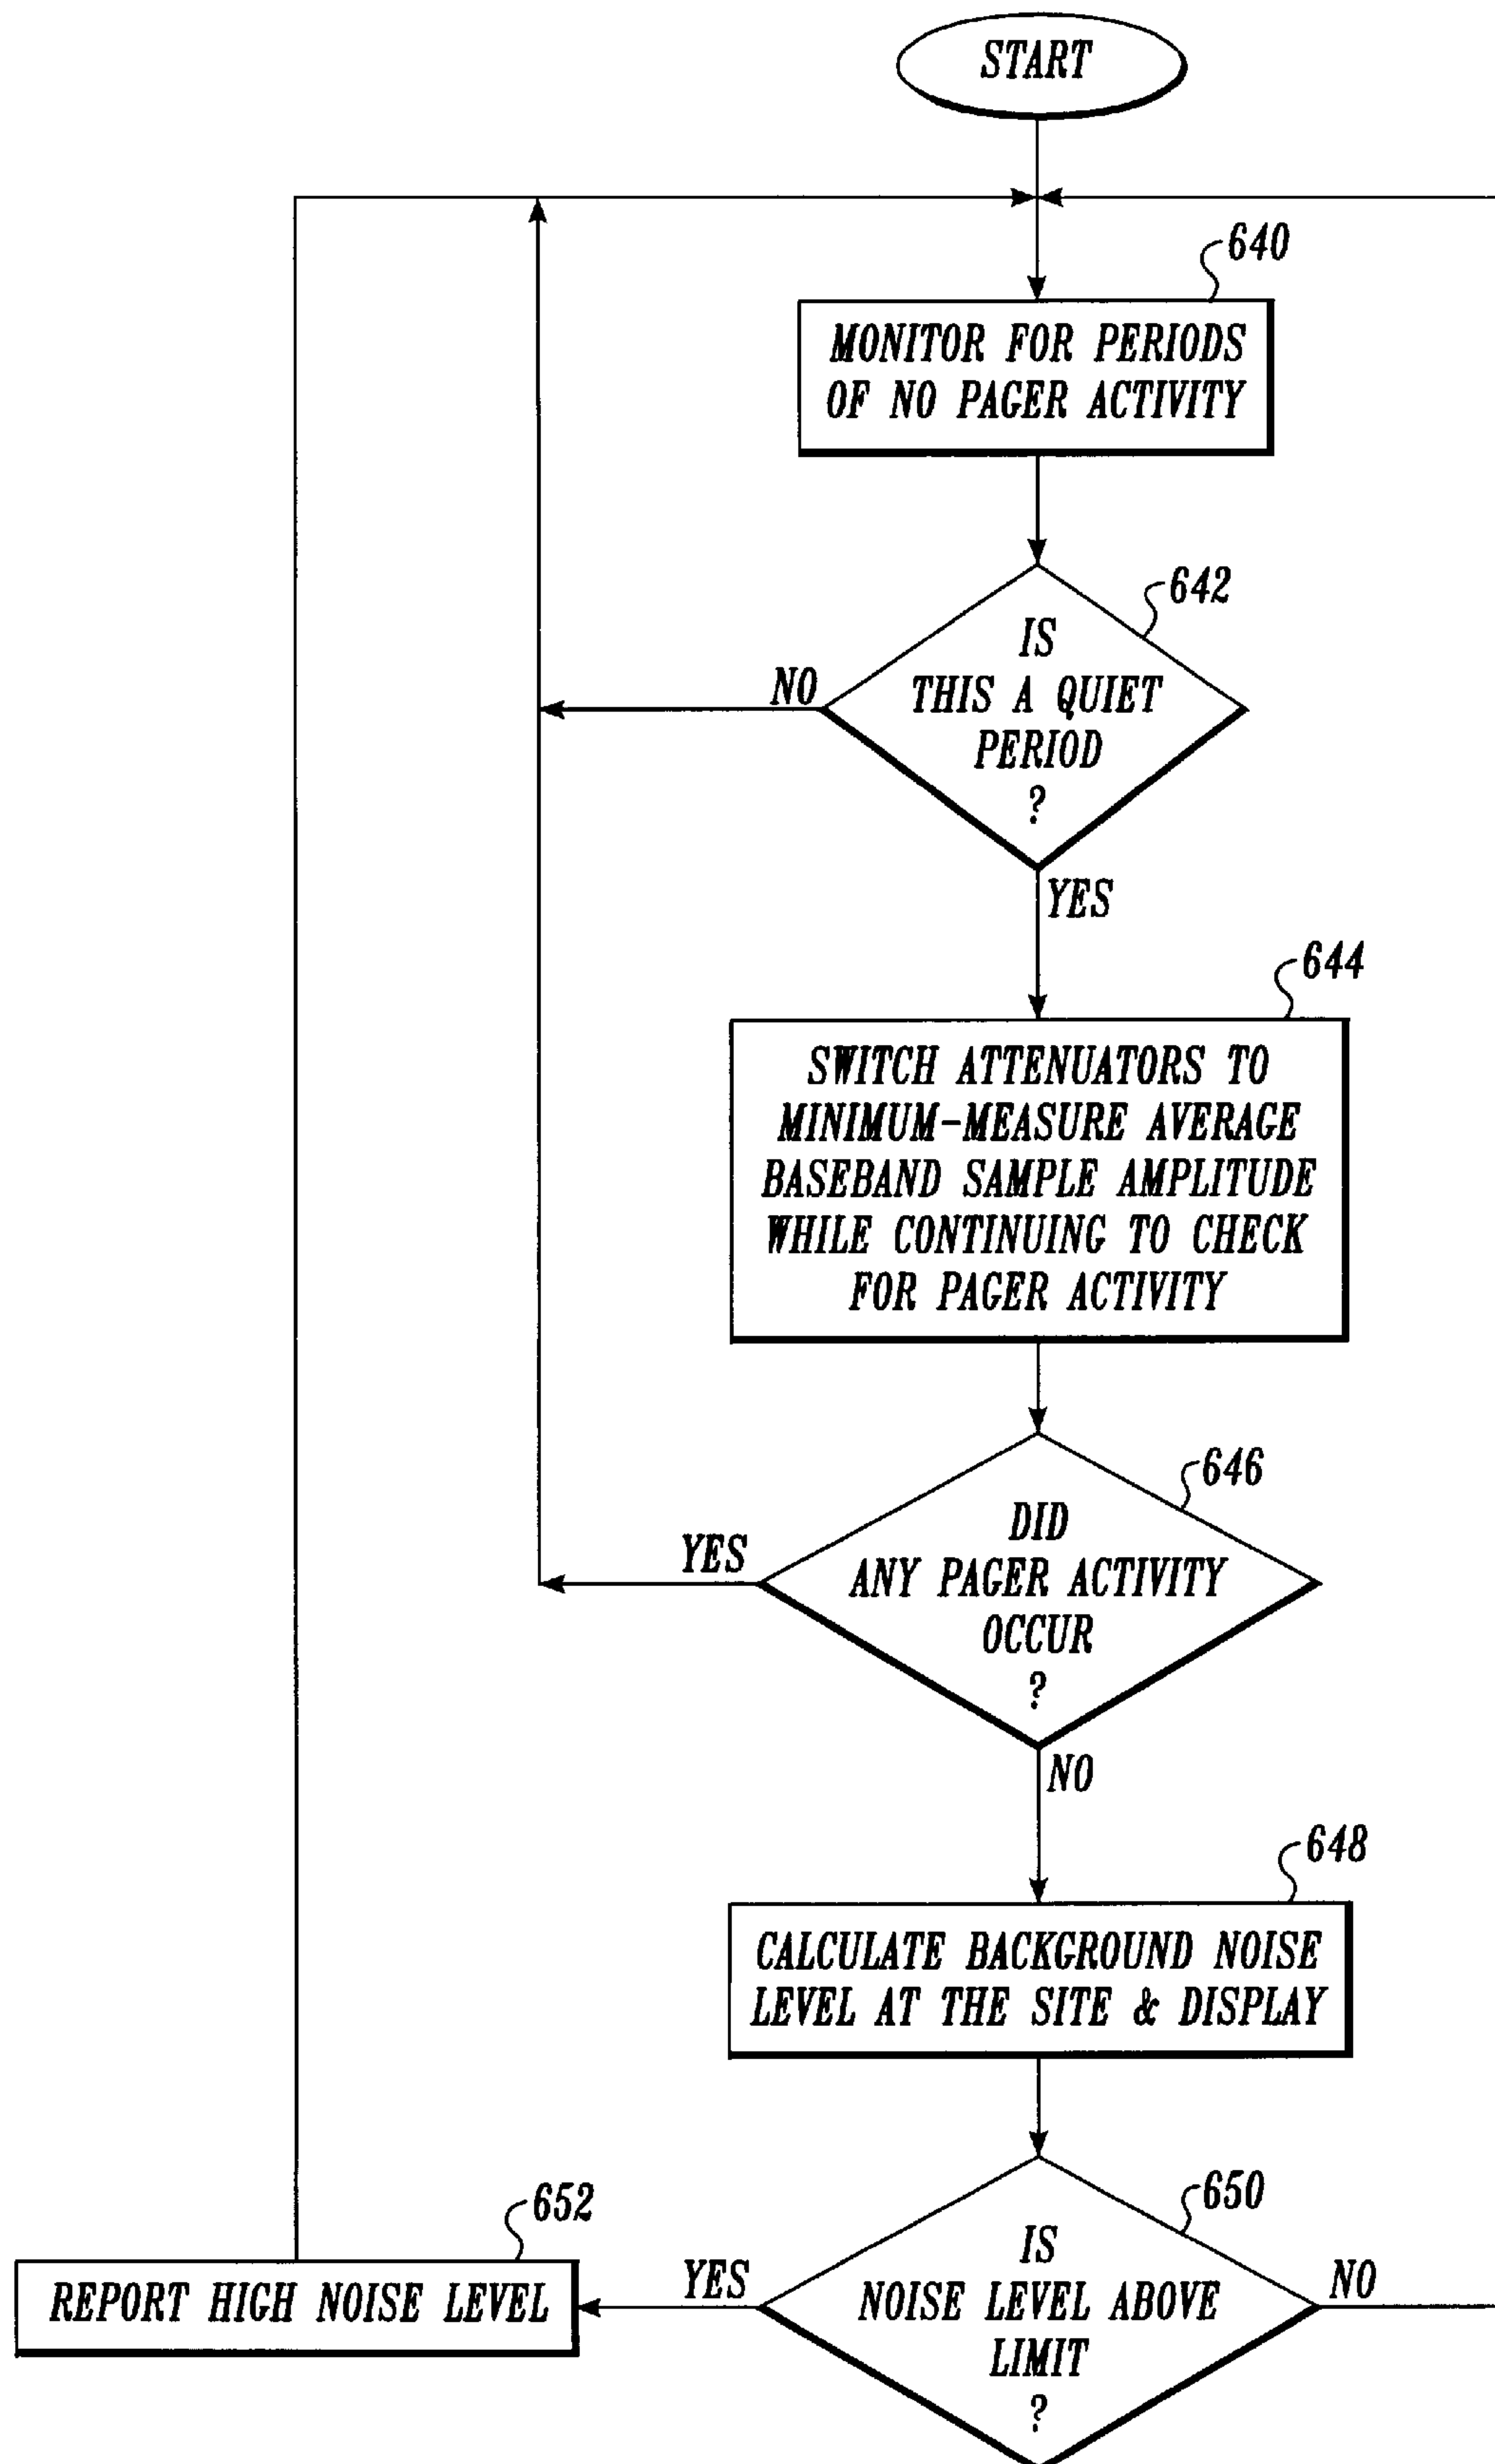 START
640
MONITOR FOR PERIODS
OF NO PAGER ACTIVITY
642
IS
THIS A QUIET
PERIOD
?
NO
YES
644
SWITCH ATTENUATORS TO
MINIMUM-MEASURE AVERAGE
BASEBAND SAMPLE AMPLITUDE
WHILE CONTINUING TO CHECK
FOR PAGER ACTIVITY
646
DID
ANY PAGER ACTIVITY
OCCUR
?
YES
NO
648
CALCULATE BACKGROUND NOISE
LEVEL AT THE SITE & DISPLAY
650
IS
NOISE LEVEL ABOVE
LIMIT
?
YES
NO
652
REPORT HIGH NOISE LEVEL